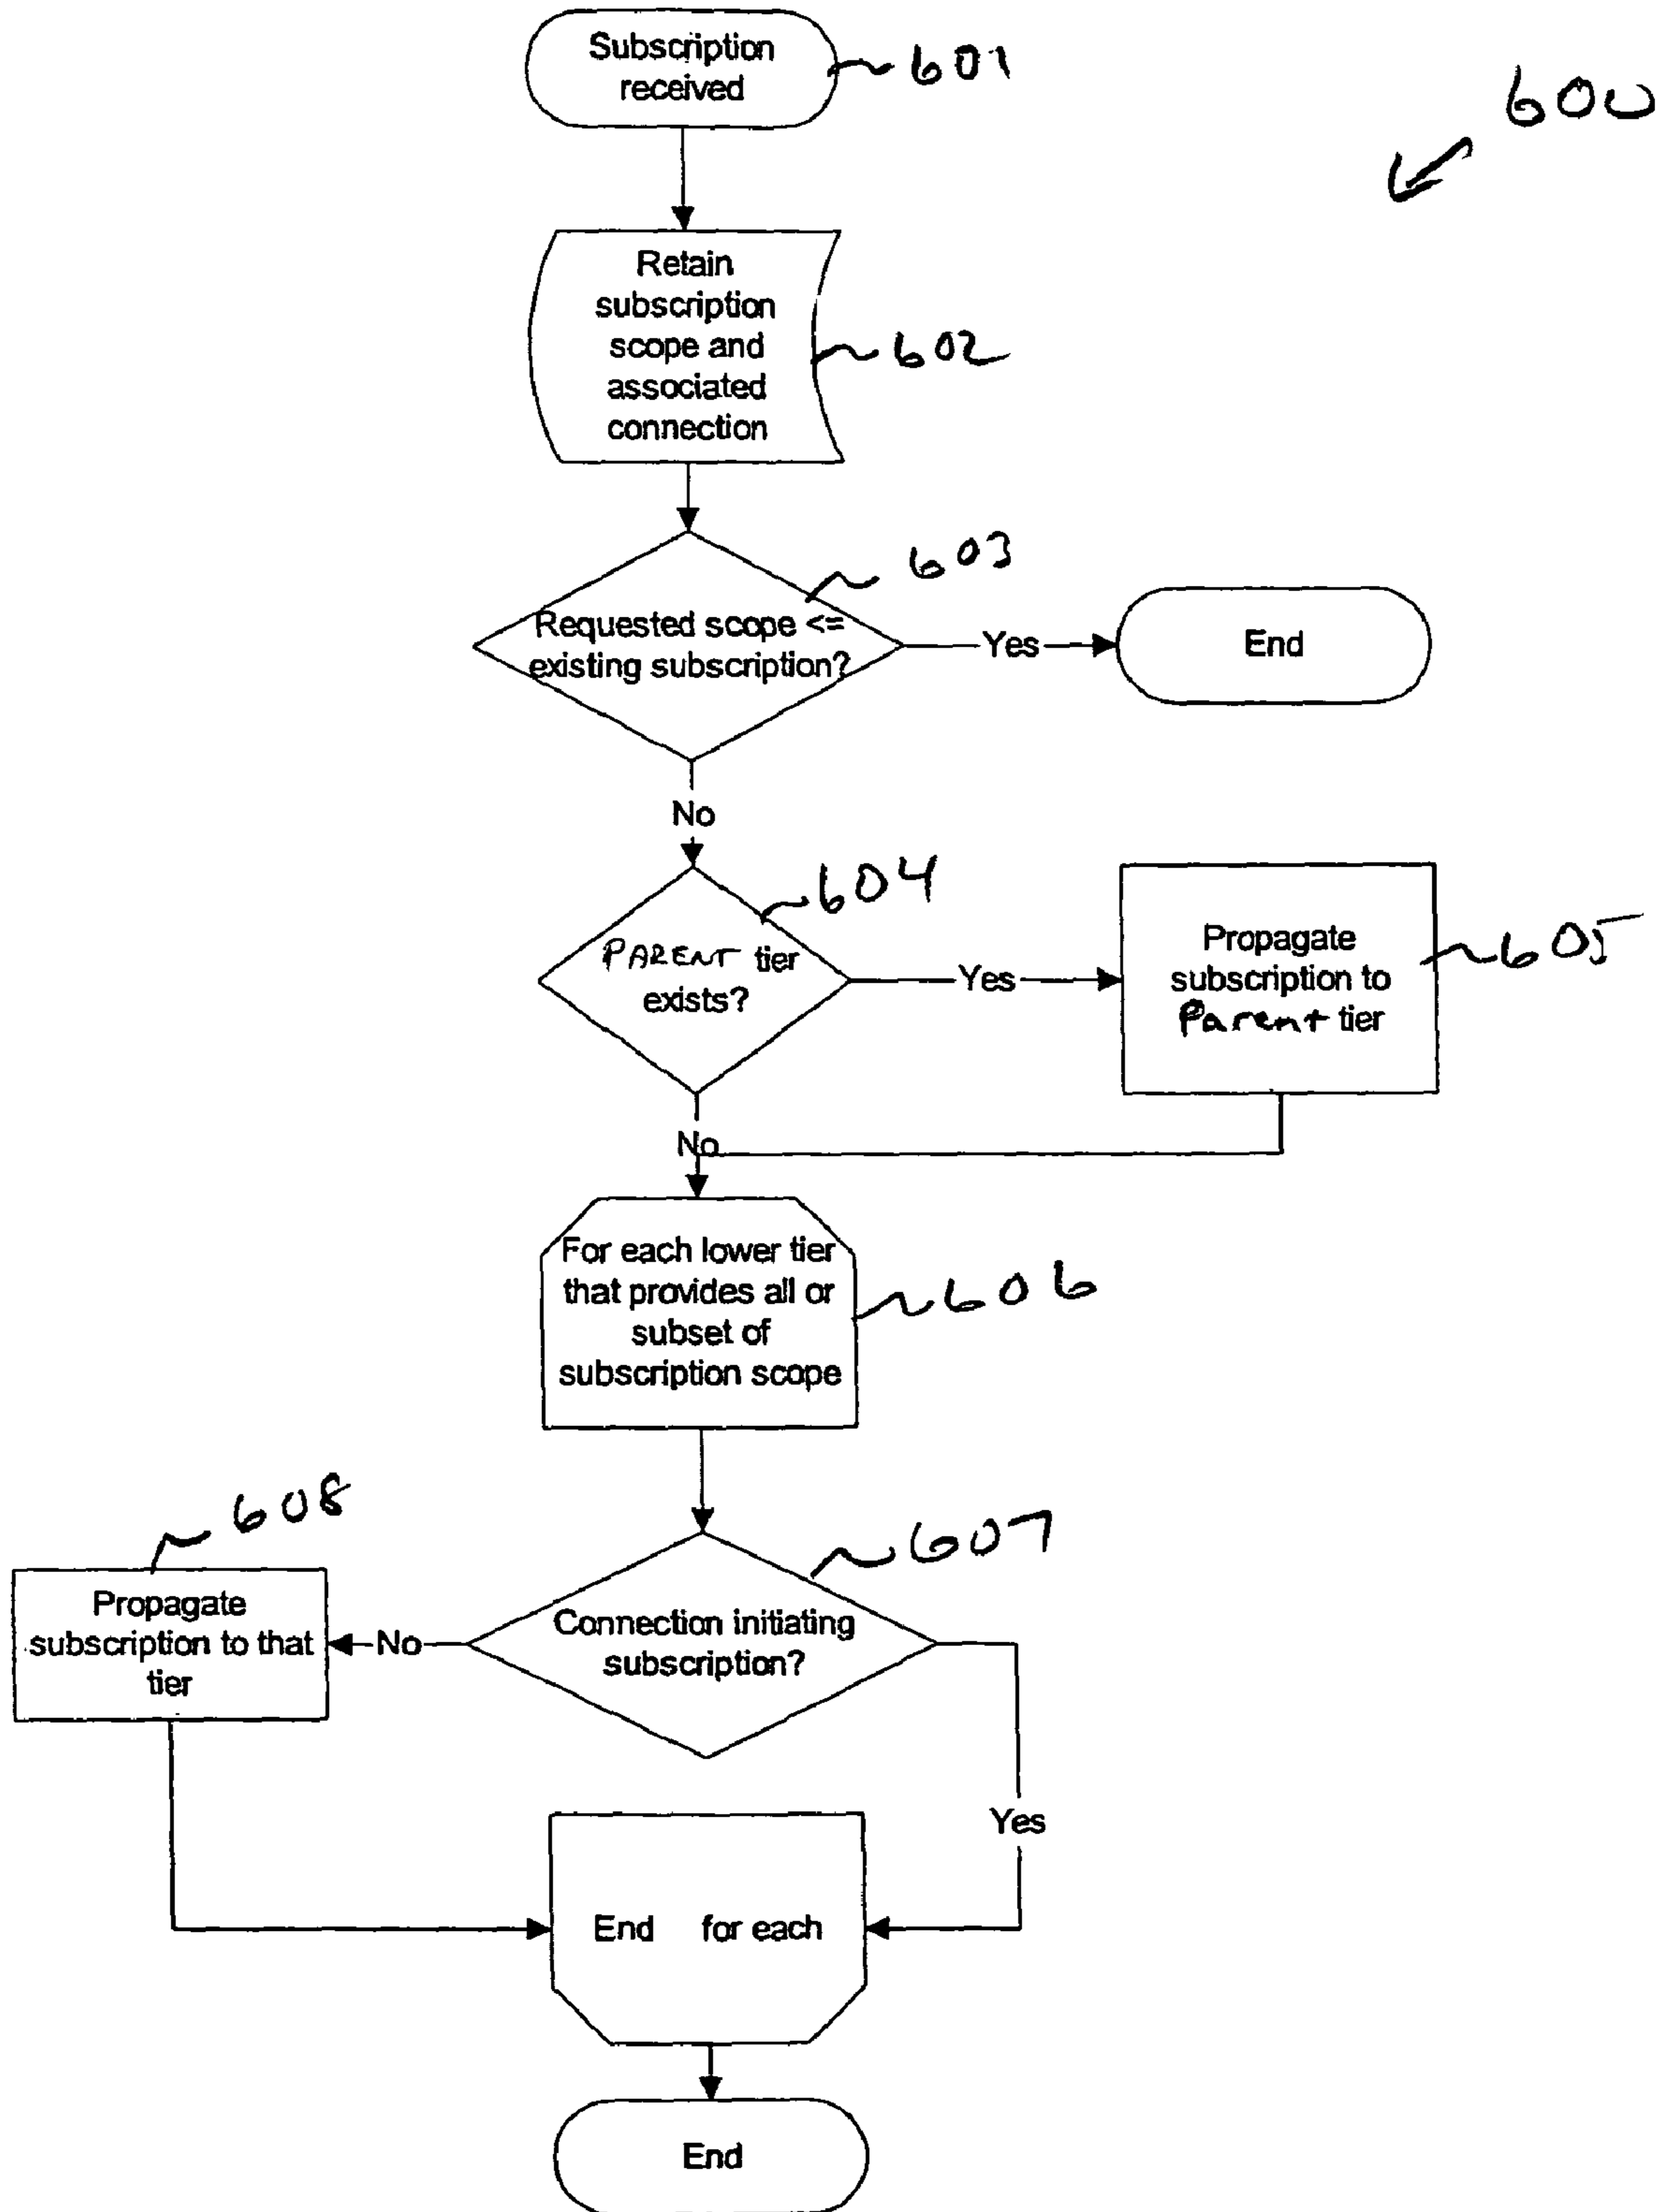 Subscription
received
601
600
Retain
subscription
scope and
associated
connection
602
603
Requested scope <=
existing subscription?
Yes
End
No
604
PARENT tier
exists?
Yes
Propagate
subscription to
Parent tier
605
No
For each lower tier
that provides all or
subset of
subscription scope
606
608
607
Propagate
subscription to that
tier
No
Connection initiating
subscription?
Yes
End for each
End